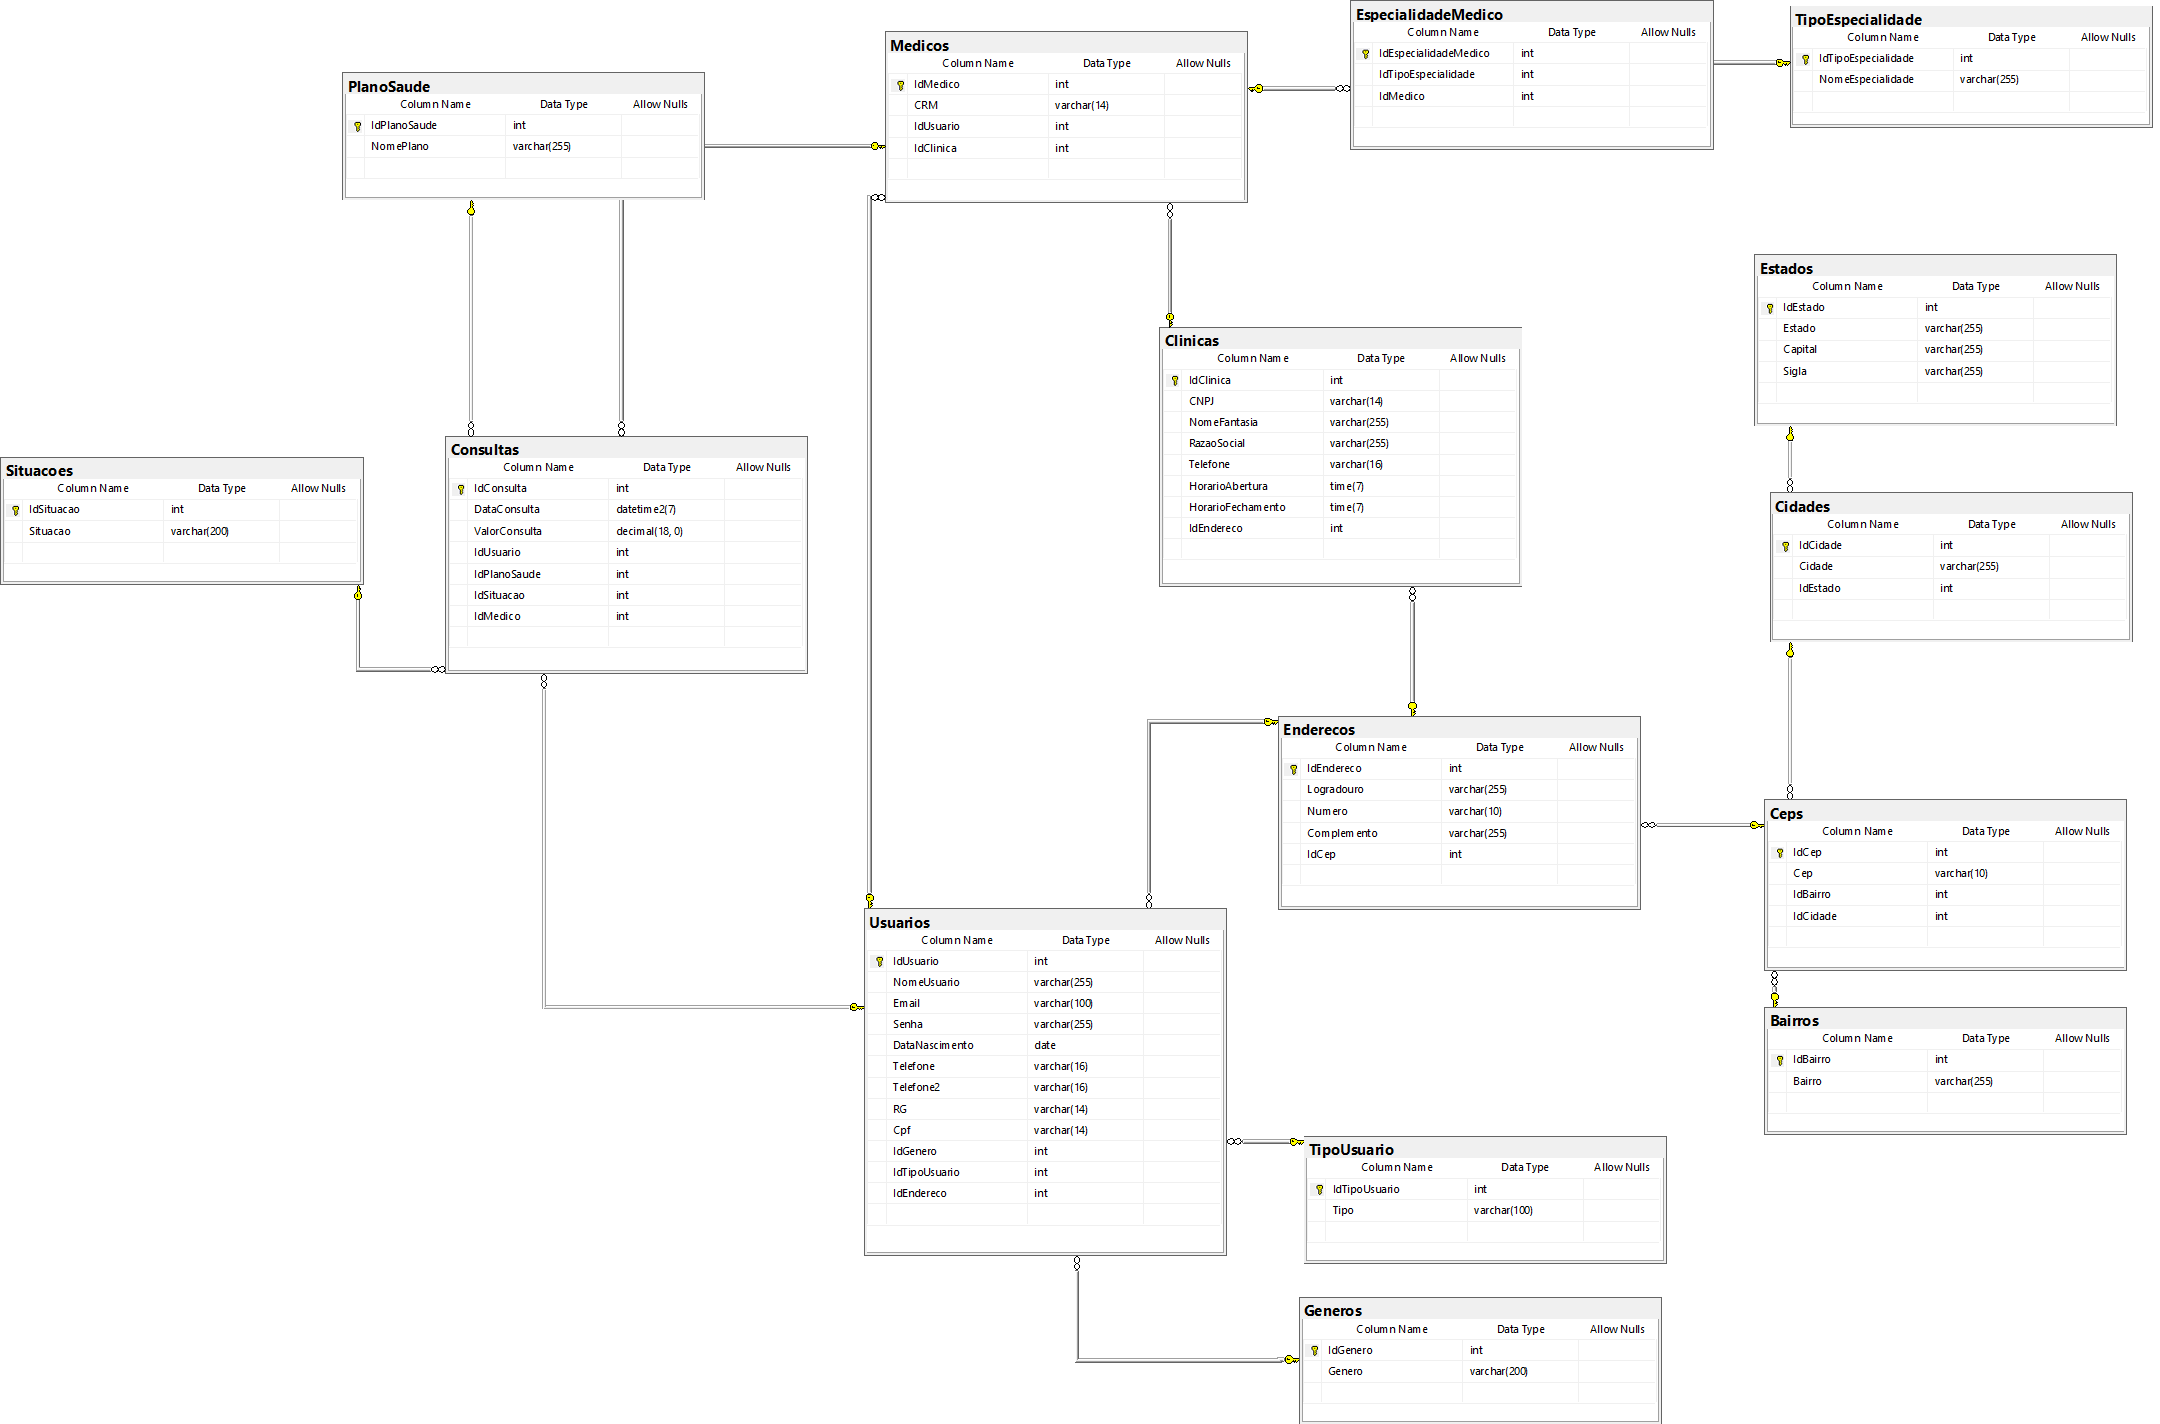 EspecialidadeMedico
Column Name Data Type Allow Nulls
IdEspecialidadeMedico int
IdTipoEspecialidade int
IdMedico int
TipoEspecialidade
Column Name Data Type Allow Nulls
IdTipoEspecialidade int
NomeEspecialidade varchar(255)
Medicos
Column Name Data Type Allow Nulls
IdMedico int
CRM varchar(14)
IdUsuario int
IdClinica int
PlanoSaude
Column Name Data Type Allow Nulls
IdPlanoSaude int
NomePlano varchar(255)
Estados
Column Name Data Type Allow Nulls
IdEstado int
Estado varchar(255)
Capital varchar(255)
Sigla varchar(255)
Clinicas
Column Name Data Type Allow Nulls
IdClinica int
CNPJ varchar(14)
NomeFantasia varchar(255)
RazaoSocial varchar(255)
Telefone varchar(16)
HorarioAbertura time(7)
HorarioFechamento time(7)
IdEndereco int
Consultas
Column Name Data Type Allow Nulls
IdConsulta int
DataConsulta datetime2(7)
ValorConsulta decimal(18, 0)
IdUsuario int
IdPlanoSaude int
IdSituacao int
IdMedico int
Situacoes
Column Name Data Type Allow Nulls
IdSituacao int
Situacao varchar(200)
Cidades
Column Name Data Type Allow Nulls
IdCidade int
Cidade varchar(255)
IdEstado int
Enderecos
Column Name Data Type Allow Nulls
IdEndereco int
Logradouro varchar(255)
Numero varchar(10)
Complemento varchar(255)
IdCep int
Ceps
Column Name Data Type Allow Nulls
IdCep int
Cep varchar(10)
IdBairro int
IdCidade int
Usuarios
Column Name Data Type Allow Nulls
IdUsuario int
NomeUsuario varchar(255)
Email varchar(100)
Senha varchar(255)
DataNascimento date
Telefone varchar(16)
Telefone2 varchar(16)
RG varchar(14)
Cpf varchar(14)
IdGenero int
IdTipoUsuario int
IdEndereco int
Bairros
Column Name Data Type Allow Nulls
IdBairro int
Bairro varchar(255)
TipoUsuario
Column Name Data Type Allow Nulls
IdTipoUsuario int
Tipo varchar(100)
Generos
Column Name Data Type Allow Nulls
IdGenero int
Genero varchar(200)